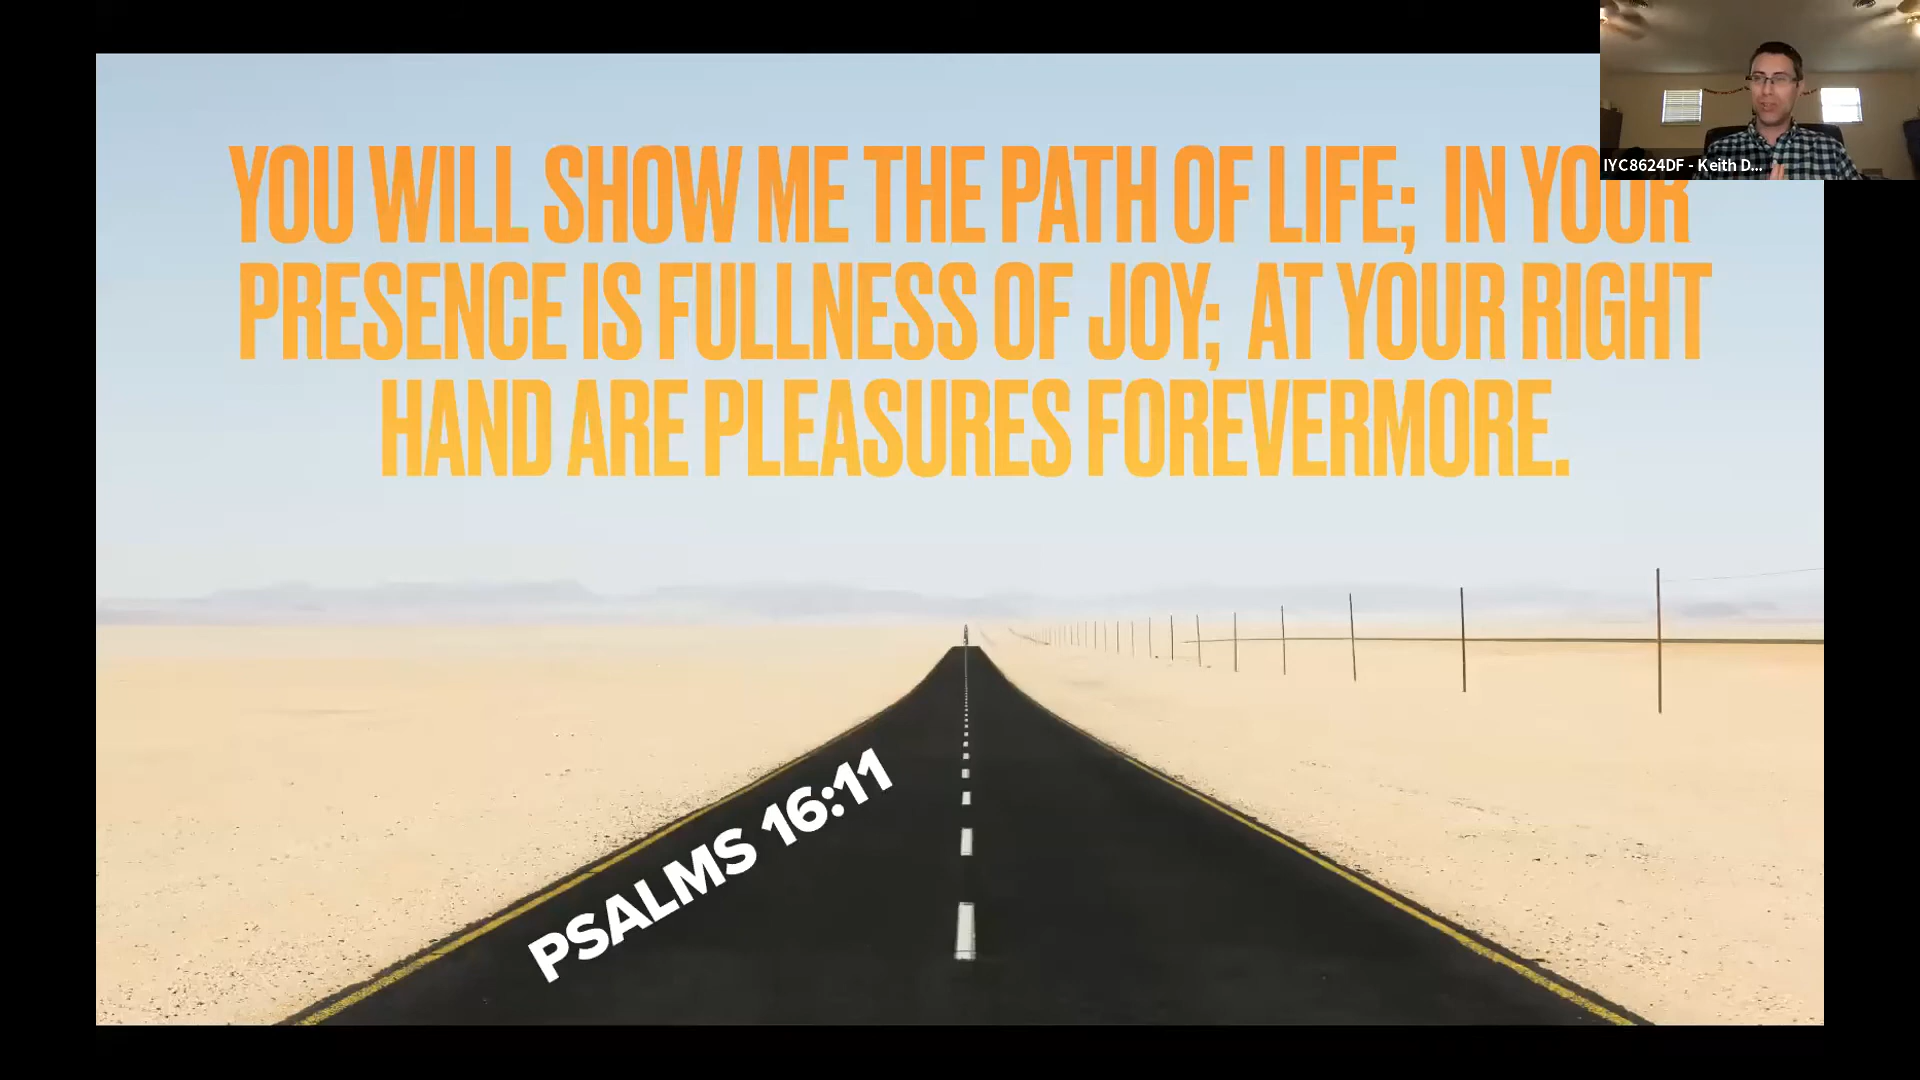 YOU WILL SHOW ME THE PATH OF LIFE; IN YOUR
PRESENCE IS FULLNESS OF JOY; AT YOUR RIGHT
HAND ARE PLEASURES FOREVERMORE.
PSALMS 16:11
IYC8624DF - Keith D...